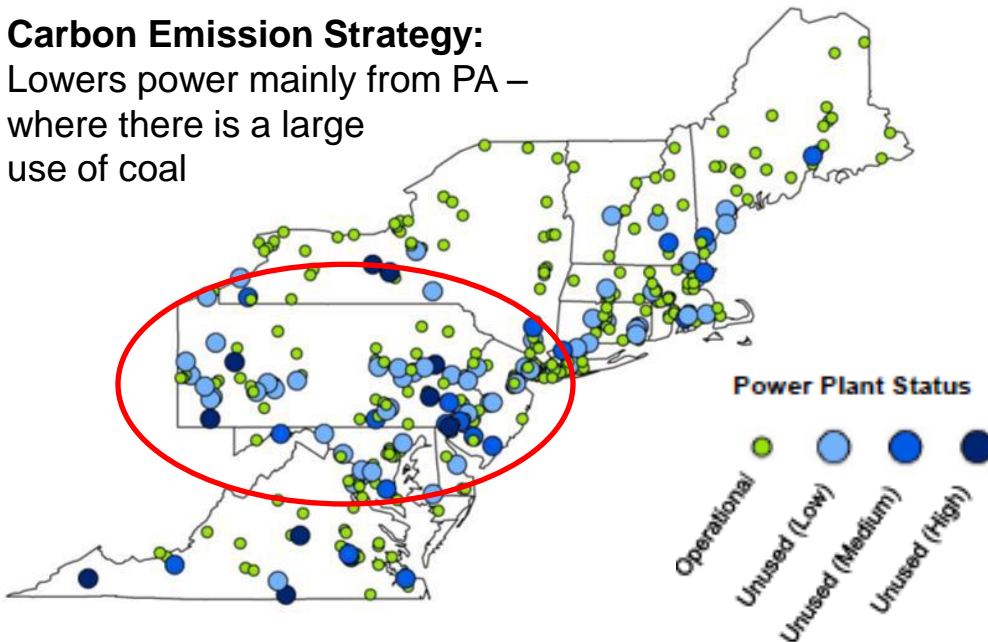 Carbon Emission Strategy:
Lowers power mainly from PA –
where there is a large
use of coal
Power Plant Status
Operational
Unused (Low)
Unused (Medium)
Unused (High)